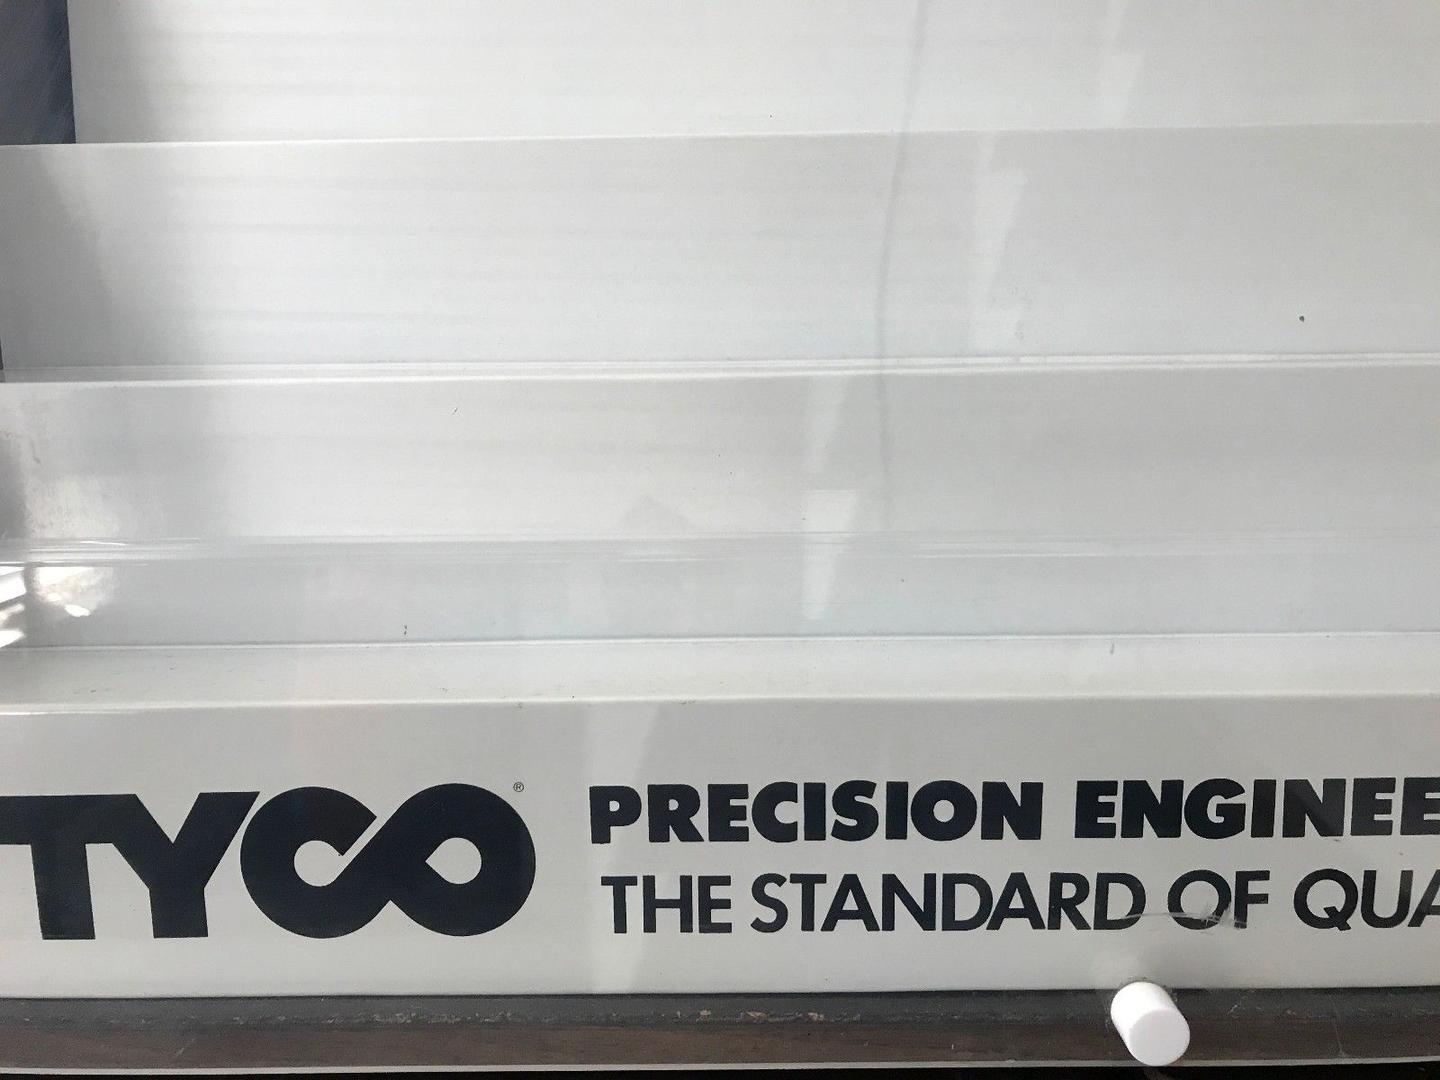 TYCO®
PRECISION ENGINEE
THE STANDARD OF QUA